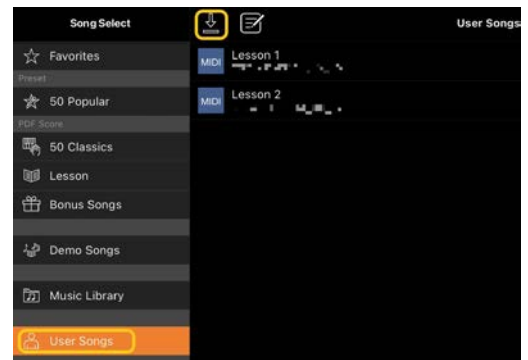 Song Select
User Songs
Favorites
Preset
50 Popular
PDF Score
50 Classics
Lesson
Bonus Songs
Demo Songs
Music Library
User Songs
MIDI
Lesson 1
MIDI
Lesson 2